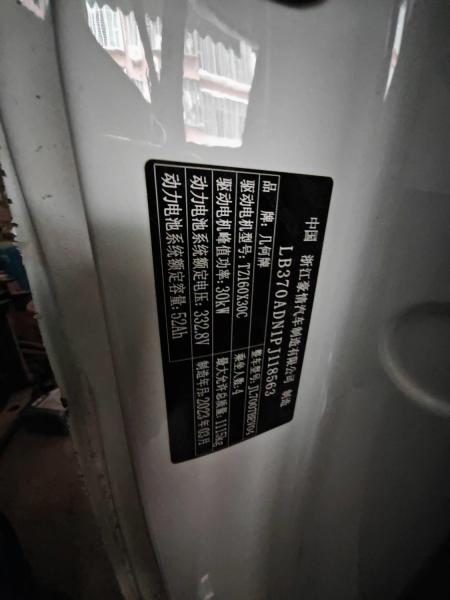 中国 浙江豪情汽车制造有限公司 制造
LB370ADN1PJ118563
品 牌:几何牌 整车型号:
驱动电机型号:TZ160X30C 乘坐人数:4
驱动电机峰值功率:30kW 最大允许总质量:1115kg
动力电池系统额定电压:332.8V 制造年月:2023年03月
动力电池系统额定容量:52Ah